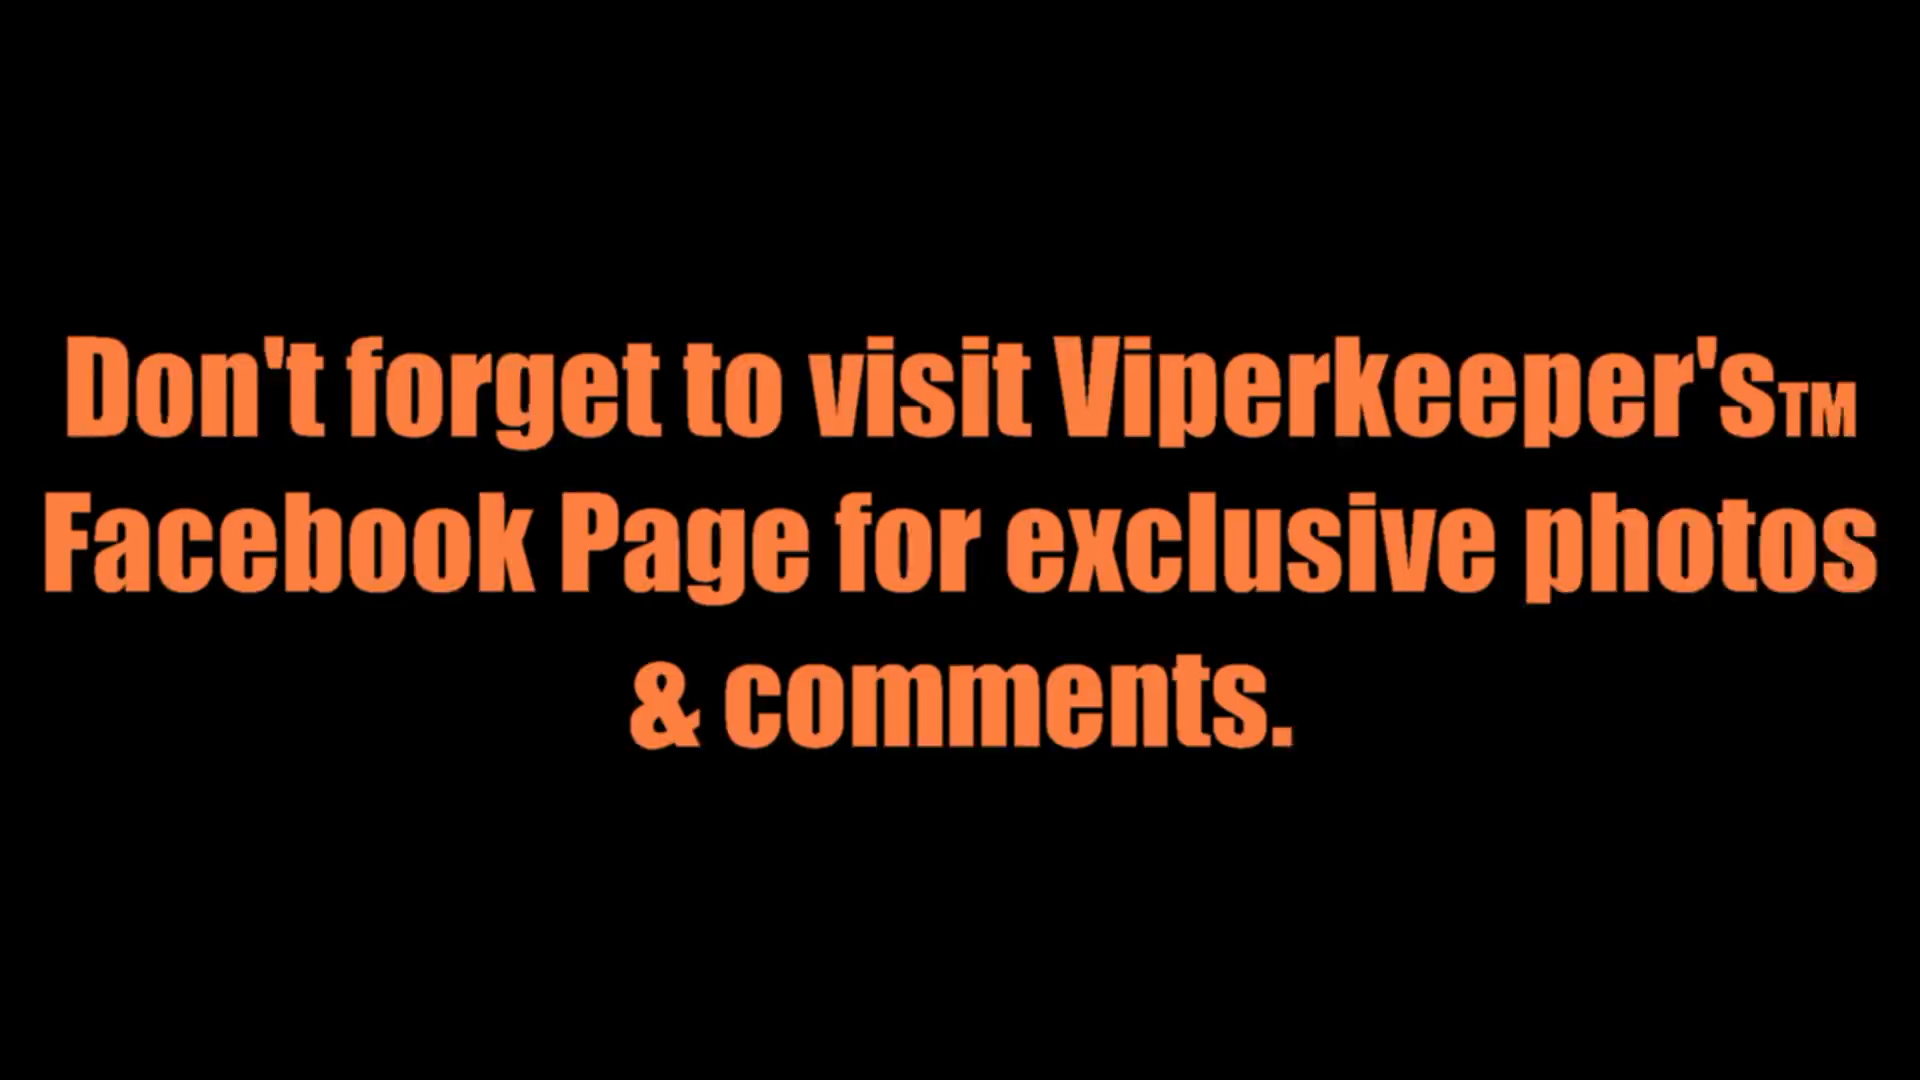 Don't forget to visit Viperkeeper's™
Facebook Page for exclusive photos
& comments.